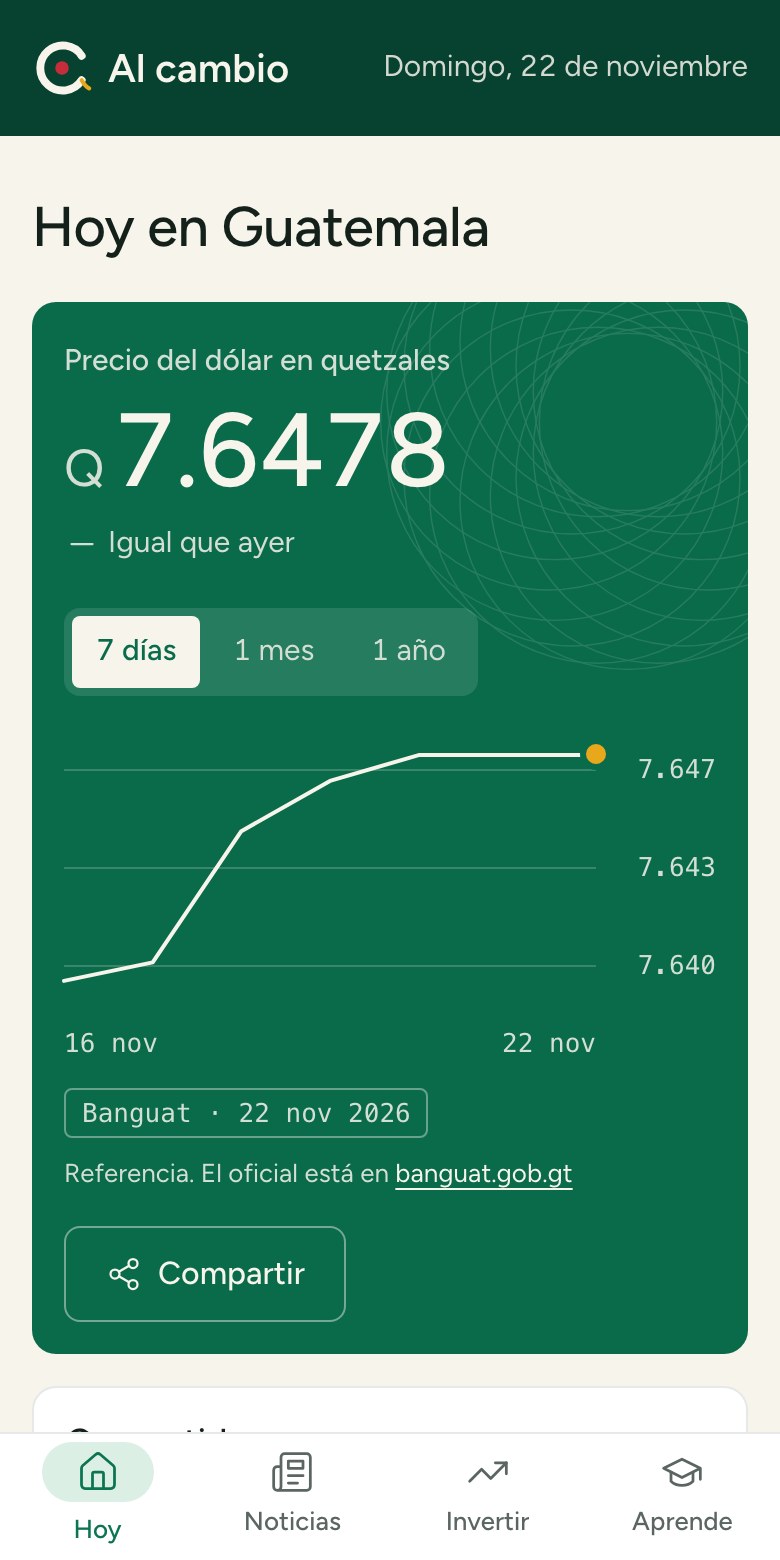 Al cambio
Domingo, 22 de noviembre
Hoy en Guatemala
Precio del dólar en quetzales
Q 7.6478
— Igual que ayer
7 días
1 mes
1 año
7.647
7.643
7.640
16 nov
22 nov
Banguat · 22 nov 2026
Referencia. El oficial está en banguat.gob.gt
Compartir
Hoy
Noticias
Invertir
Aprende